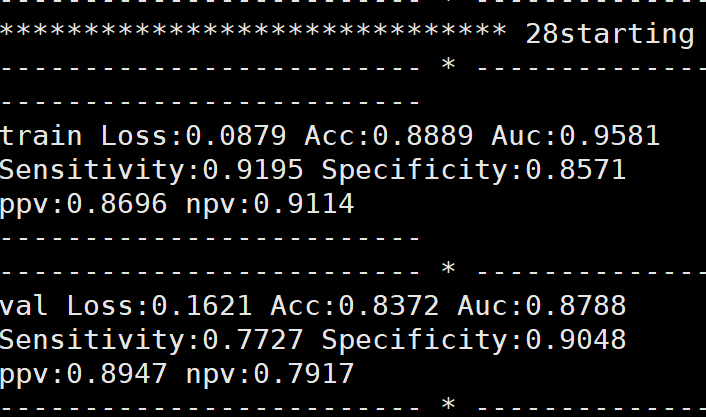 -------------------------- * --------------
******************************* 28starting
-------------------------- * --------------
--------------------------
train Loss:0.0879 Acc:0.8889 Auc:0.9581
Sensitivity:0.9195 Specificity:0.8571
ppv:0.8696 npv:0.9114
--------------------------
-------------------------- * --------------
val Loss:0.1621 Acc:0.8372 Auc:0.8788
Sensitivity:0.7727 Specificity:0.9048
ppv:0.8947 npv:0.7917
-------------------------- * --------------